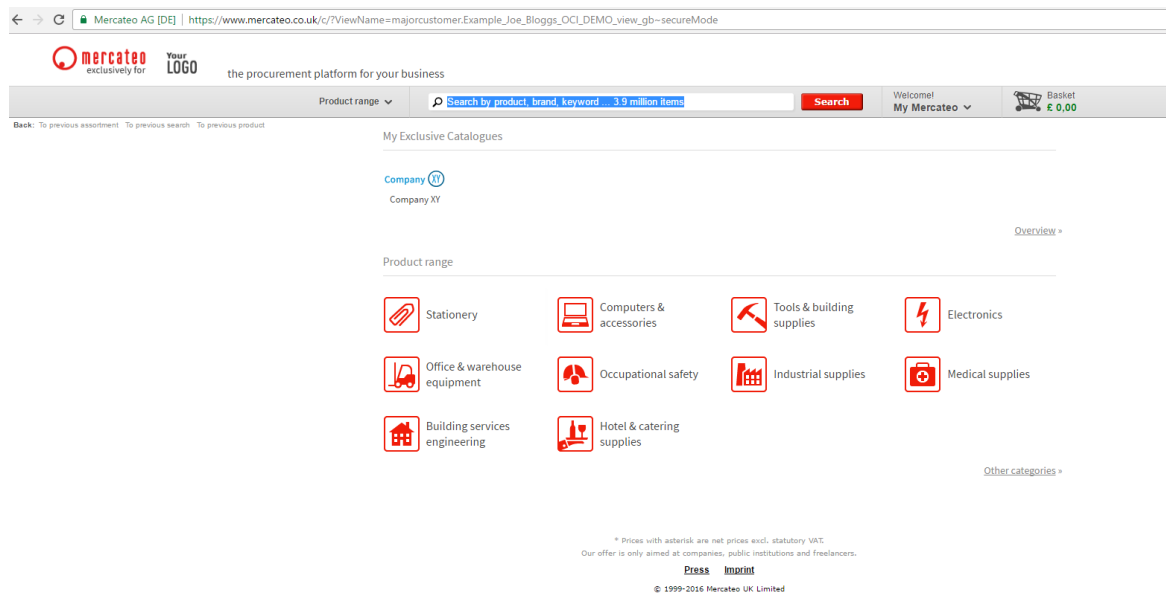 Mercateo AG [DE] | https://www.mercateo.co.uk/c/?ViewName=majorcustomer.Example_Joe_Bloggs_OCI_DEMO_view_gb~secureMode
mercateo
exclusively for
Your
LOGO
the procurement platform for your business
Product range
Search by product, brand, keyword ... 3.9 million items
Search
Welcome!
My Mercateo
Basket
£ 0,00
Back: To previous assortment To previous search To previous product
My Exclusive Catalogues
Company XY
Company XY
Overview »
Product range
Stationery
Computers &
accessories
Tools & building
supplies
Electronics
Office & warehouse
equipment
Occupational safety
Industrial supplies
Medical supplies
Building services
engineering
Hotel & catering
supplies
Other categories »
* Prices with asterisk are net prices excl. statutory VAT.
Our offer is only aimed at companies, public institutions and freelancers.
Press Imprint
© 1999-2016 Mercateo UK Limited